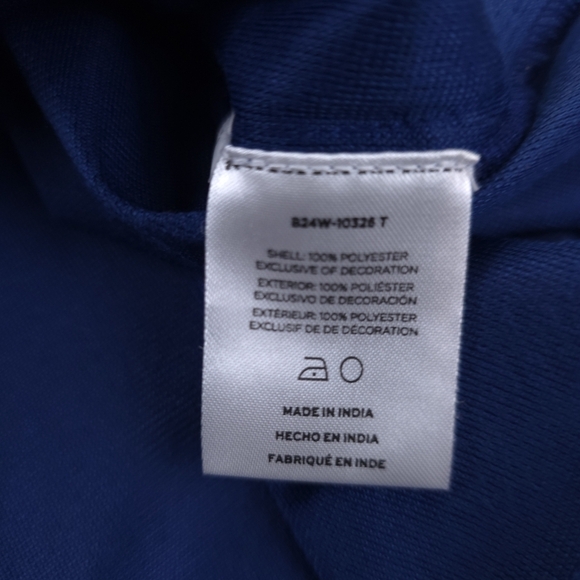 B24W-10326 T
SHELL: 100% POLYESTER
EXCLUSIVE OF DECORATION
EXTERIOR: 100% POLIÉSTER
EXCLUSIVO DE DECORACIÓN
EXTÉRIEUR: 100% POLYESTER
EXCLUSIF DE DE DÉCORATION
MADE IN INDIA
HECHO EN INDIA
FABRIQUÉ EN INDE